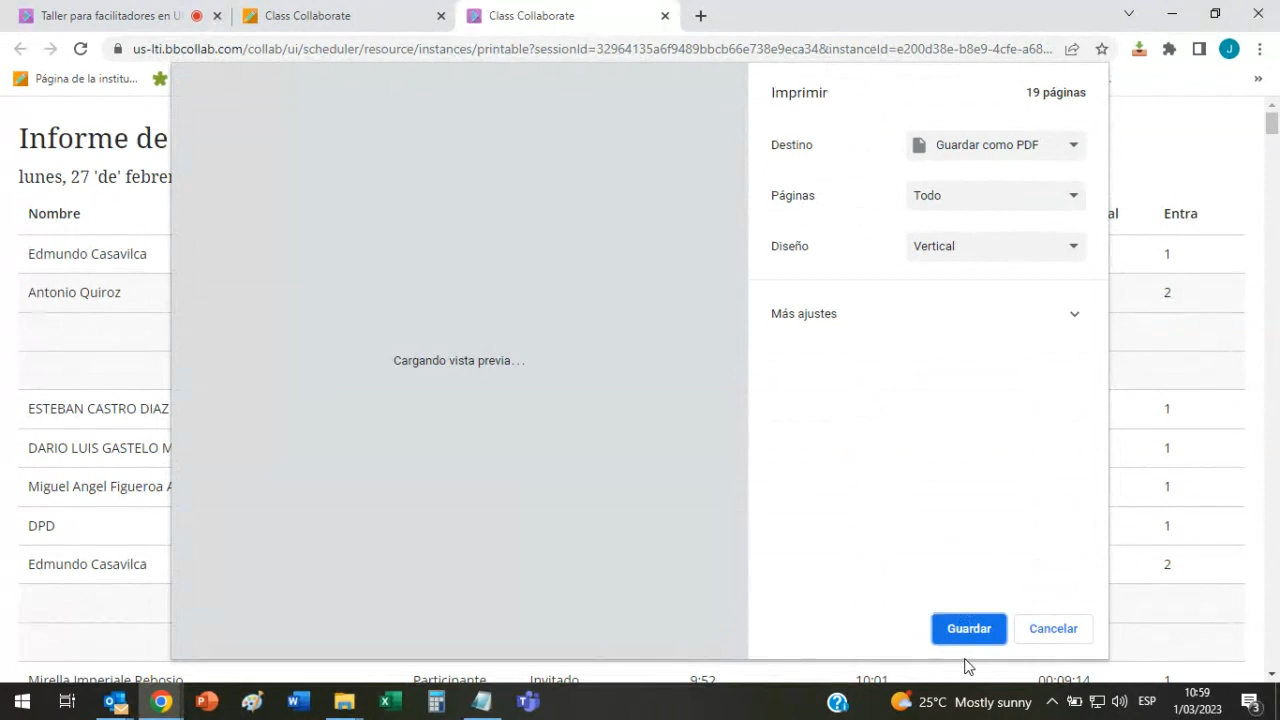 Taller para facilitadores en U
Class Collaborate
Class Collaborate
us-lti.bbcollab.com/collab/ui/scheduler/resource/instances/printable?sessionId=32964135a6f9489bbcb66e738e9eca34&instanceId=e200d38e-b8e9-4cfe-a68...
J
Página de la institu...
»
Imprimir
19 páginas
Informe de
Destino
Guardar como PDF
lunes, 27 'de' febrer
Páginas
Todo
Nombre
al
Entra
Diseño
Vertical
Edmundo Casavilca
1
Antonio Quiroz
2
Más ajustes
Cargando vista previa...
ESTEBAN CASTRO DIAZ
1
DARIO LUIS GASTELO M
1
Miguel Angel Figueroa A
1
DPD
1
Edmundo Casavilca
2
Guardar
Cancelar
Mirella Imperiale Rebosio
Participante
Invitado
9:52
10:01
00:09:14
1
25°C Mostly sunny
ESP
10:59
1/03/2023
3